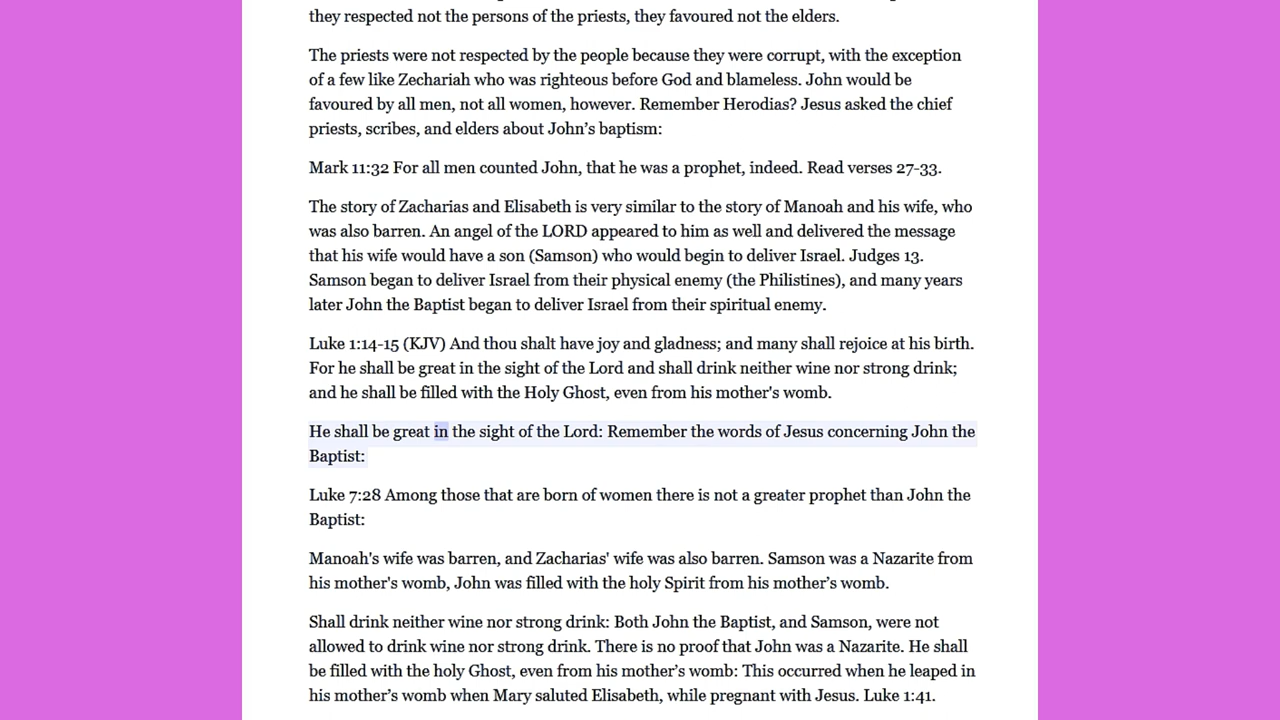 they respected not the persons of the priests, they favoured not the elders.
The priests were not respected by the people because they were corrupt, with the exception
of a few like Zechariah who was righteous before God and blameless. John would be
favoured by all men, not all women, however. Remember Herodias? Jesus asked the chief
priests, scribes, and elders about John’s baptism:
Mark 11:32 For all men counted John, that he was a prophet, indeed. Read verses 27-33.
The story of Zacharias and Elisabeth is very similar to the story of Manoah and his wife, who
was also barren. An angel of the LORD appeared to him as well and delivered the message
that his wife would have a son (Samson) who would begin to deliver Israel. Judges 13.
Samson began to deliver Israel from their physical enemy (the Philistines), and many years
later John the Baptist began to deliver Israel from their spiritual enemy.
Luke 1:14-15 (KJV) And thou shalt have joy and gladness; and many shall rejoice at his birth.
For he shall be great in the sight of the Lord and shall drink neither wine nor strong drink;
and he shall be filled with the Holy Ghost, even from his mother's womb.
He shall be great in the sight of the Lord: Remember the words of Jesus concerning John the
Baptist:
Luke 7:28 Among those that are born of women there is not a greater prophet than John the
Baptist:
Manoah's wife was barren, and Zacharias' wife was also barren. Samson was a Nazarite from
his mother's womb, John was filled with the holy Spirit from his mother’s womb.
Shall drink neither wine nor strong drink: Both John the Baptist, and Samson, were not
allowed to drink wine nor strong drink. There is no proof that John was a Nazarite. He shall
be filled with the holy Ghost, even from his mother’s womb: This occurred when he leaped in
his mother’s womb when Mary saluted Elisabeth, while pregnant with Jesus. Luke 1:41.